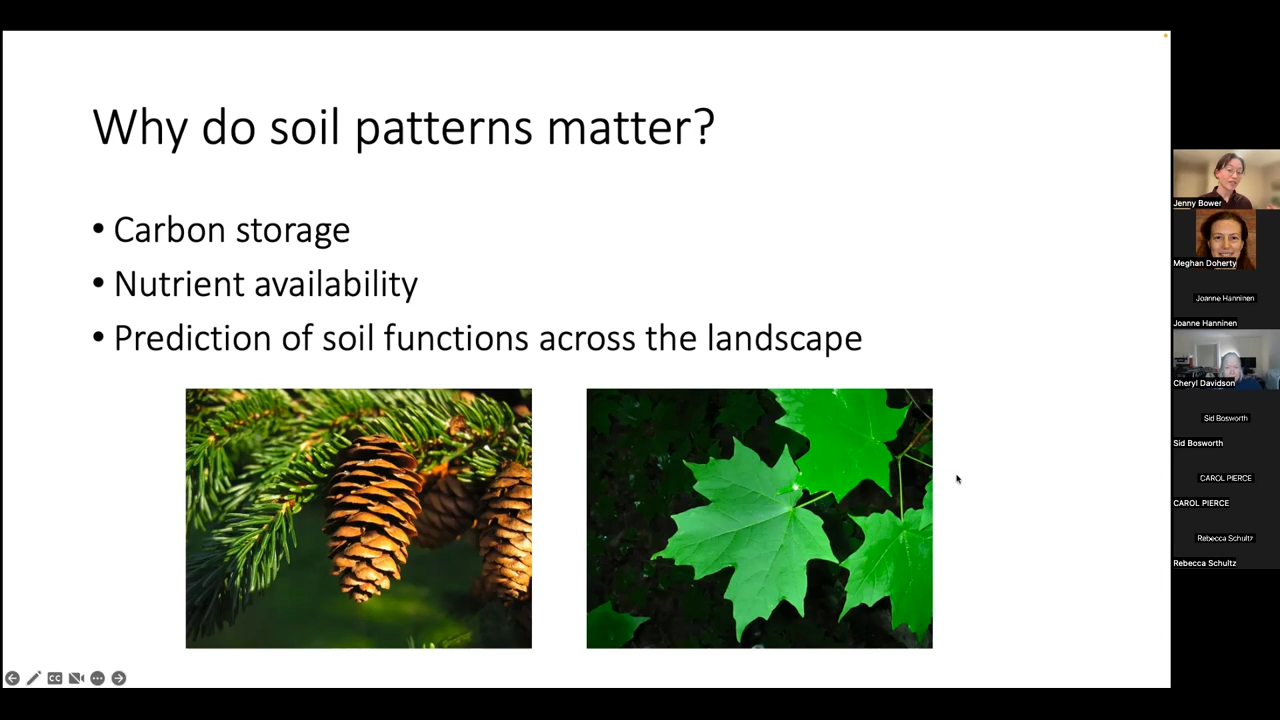 Why do soil patterns matter?
• Carbon storage
• Nutrient availability
• Prediction of soil functions across the landscape
CC
Jenny Bower
Meghan Doherty
Joanne Hanninen
Joanne Hanninen
Cheryl Davidson
Sid Bosworth
Sid Bosworth
CAROL PIERCE
CAROL PIERCE
Rebecca Schultz
Rebecca Schultz